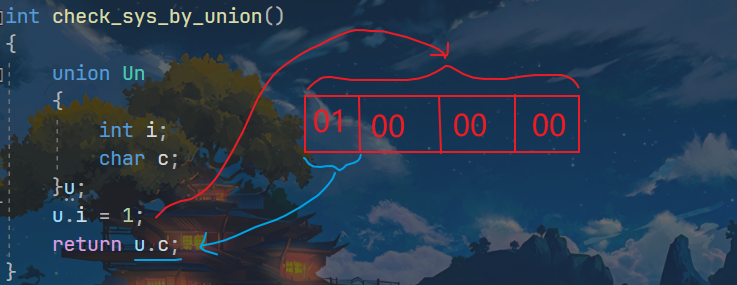 int check_sys_by_union()
{
union Un
{
int i;
char c;
}u;
u.i = 1;
return u.c;
}
01 00 00 00